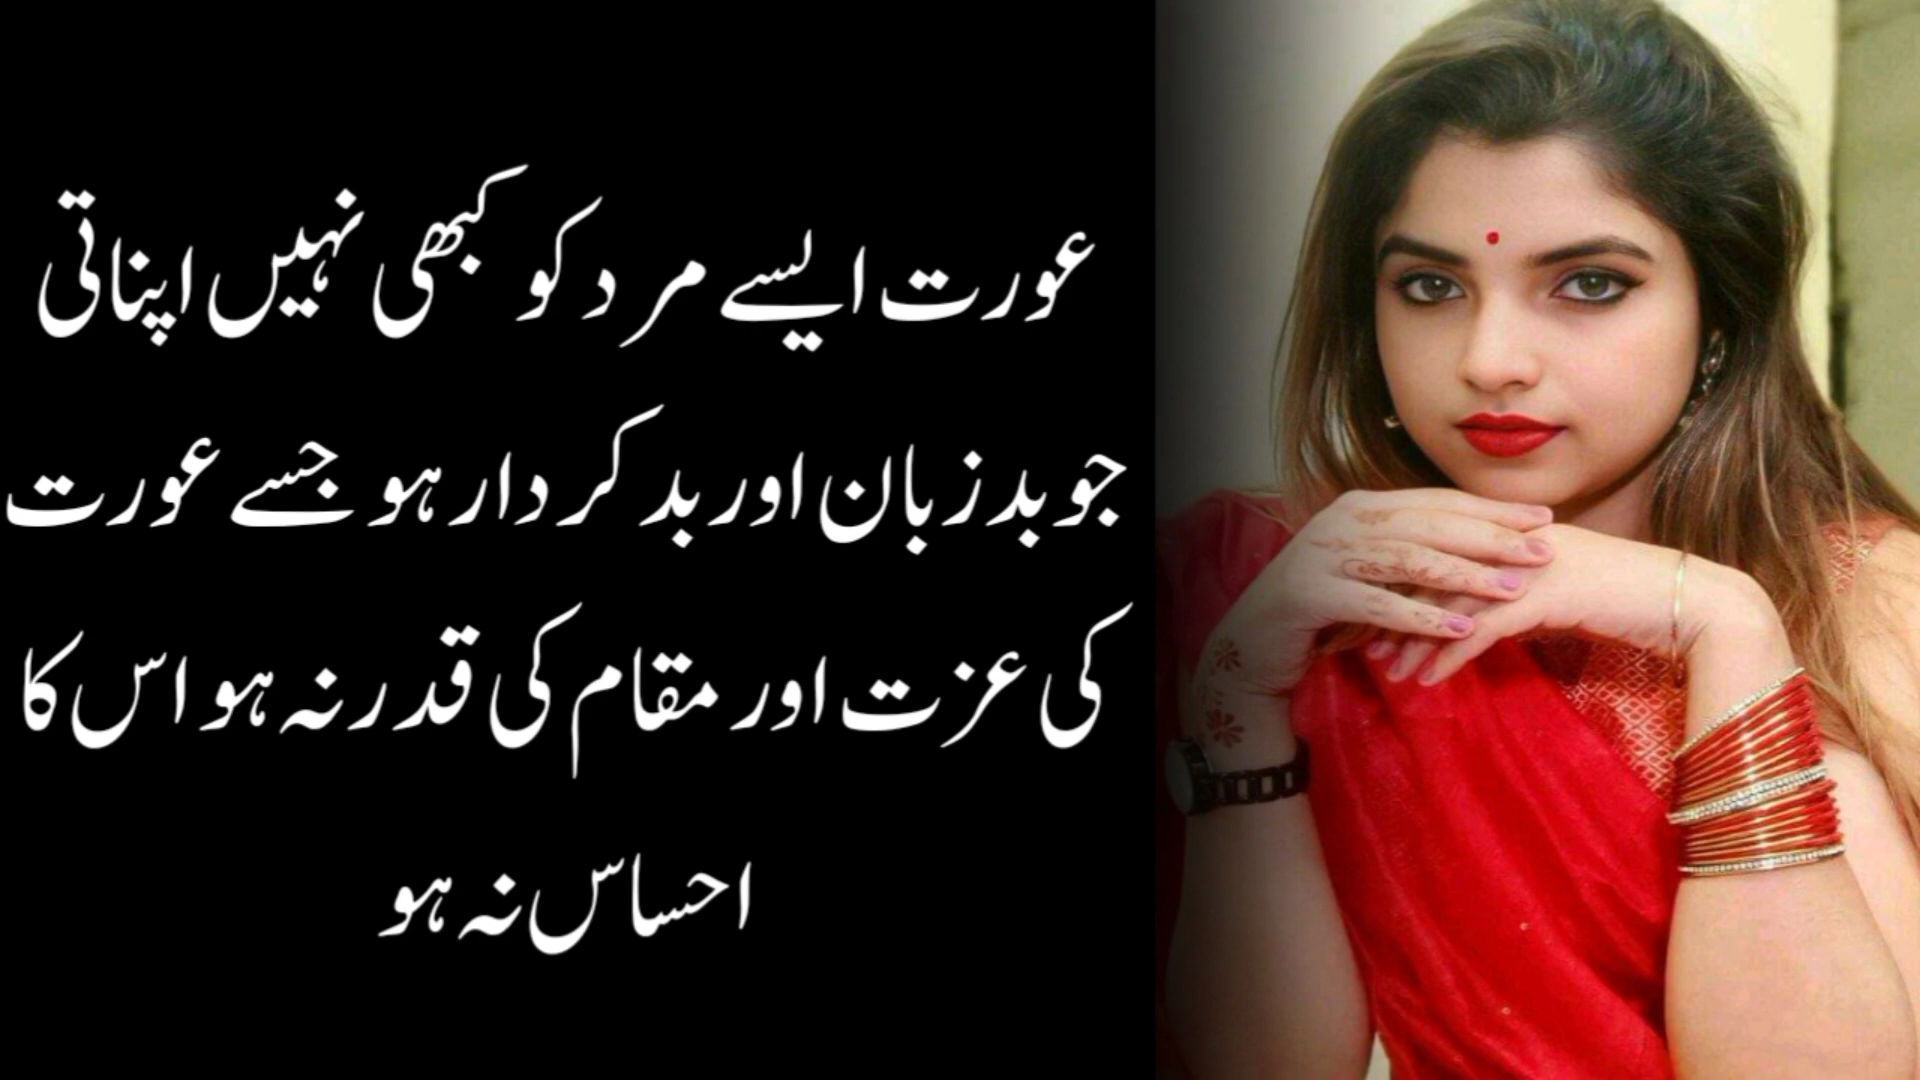 عورت ایسے مرد کو کبھی نہیں اپناتی
جو بدزبان اور بدکردار ہو جسے عورت
کی عزت اور مقام کی قدر نہ ہو اس کا
احساس نہ ہو